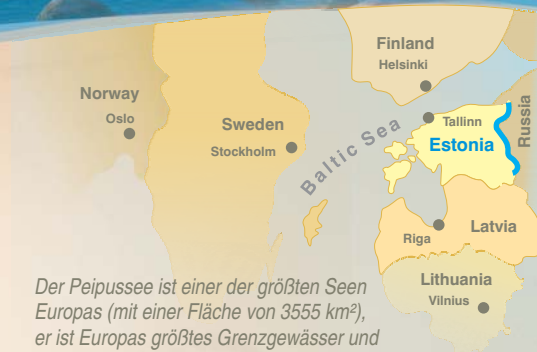 Finland
Helsinki
Norway
Oslo
Sweden
Stockholm
Baltic Sea
Tallinn
Estonia
Russia
Riga
Latvia
Lithuania
Vilnius
Der Peipussee ist einer der größten Seen
Europas (mit einer Fläche von 3555 km²),
er ist Europas größtes Grenzgewässer und